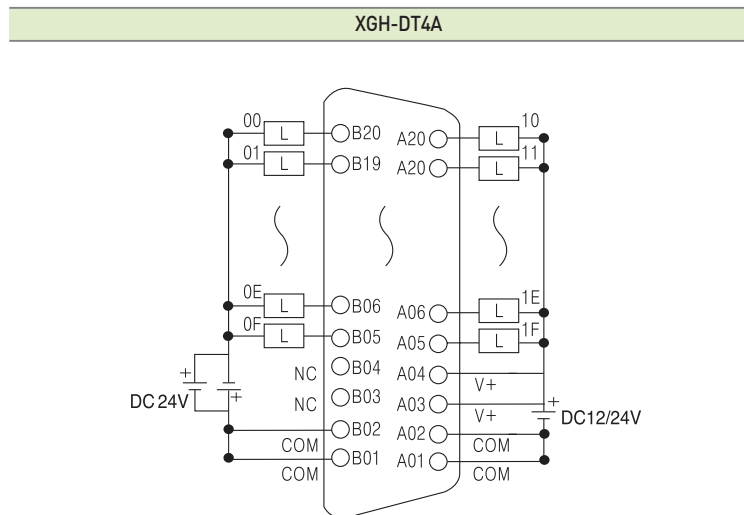 XGH-DT4A
00 L B20 A20 L 10
01 L B19 A20 L 11
0E L B06 A06 L 1E
0F L B05 A05 L 1F
NC B04 A04 V+
NC B03 A03 V+
DC 24V + + + DC12/24V
COM B02 A02 COM
COM B01 A01 COM